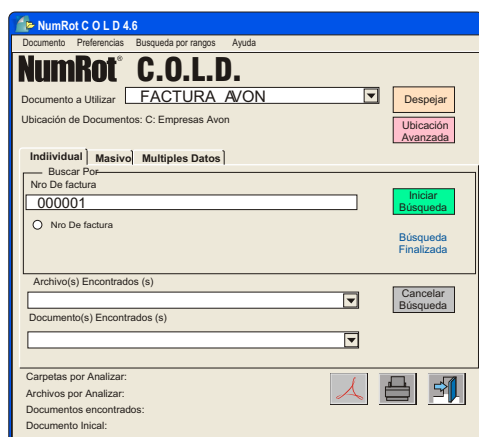 NumRot C O L D 4.6
Documento Preferencias Busqueda por rangos Ayuda
NumRot® C.O.L.D.
Documento a Utilizar FACTURA AVON
Despejar
Ubicación de Documentos: C: Empresas Avon
Ubicación
Avanzada
Indiividual Masivo Multiples Datos
Buscar Por
Nro De factura
000001
Iniciar
Búsqueda
Nro De factura
Búsqueda
Finalizada
Archivo(s) Encontrados (s)
Cancelar
Búsqueda
Documento(s) Encontrados (s)
Carpetas por Analizar:
Archivos por Analizar:
Documentos encontrados:
Documento Inical: